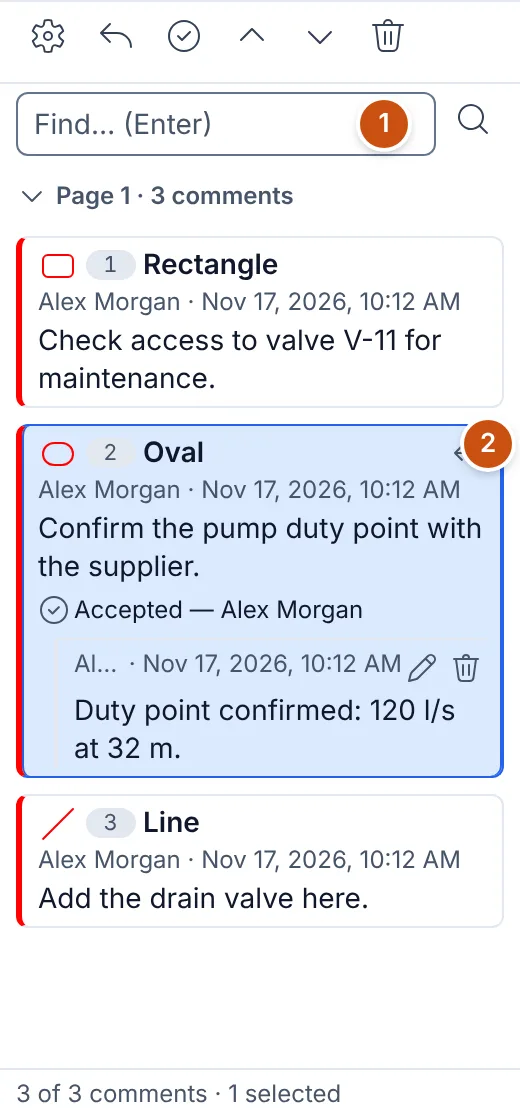 Find... (Enter)
1
Page 1 · 3 comments
1 Rectangle
Alex Morgan · Nov 17, 2026, 10:12 AM
Check access to valve V-11 for
maintenance.
2
2 Oval
Alex Morgan · Nov 17, 2026, 10:12 AM
Confirm the pump duty point with
the supplier.
Accepted — Alex Morgan
Al... · Nov 17, 2026, 10:12 AM
Duty point confirmed: 120 l/s
at 32 m.
3 Line
Alex Morgan · Nov 17, 2026, 10:12 AM
Add the drain valve here.
3 of 3 comments · 1 selected